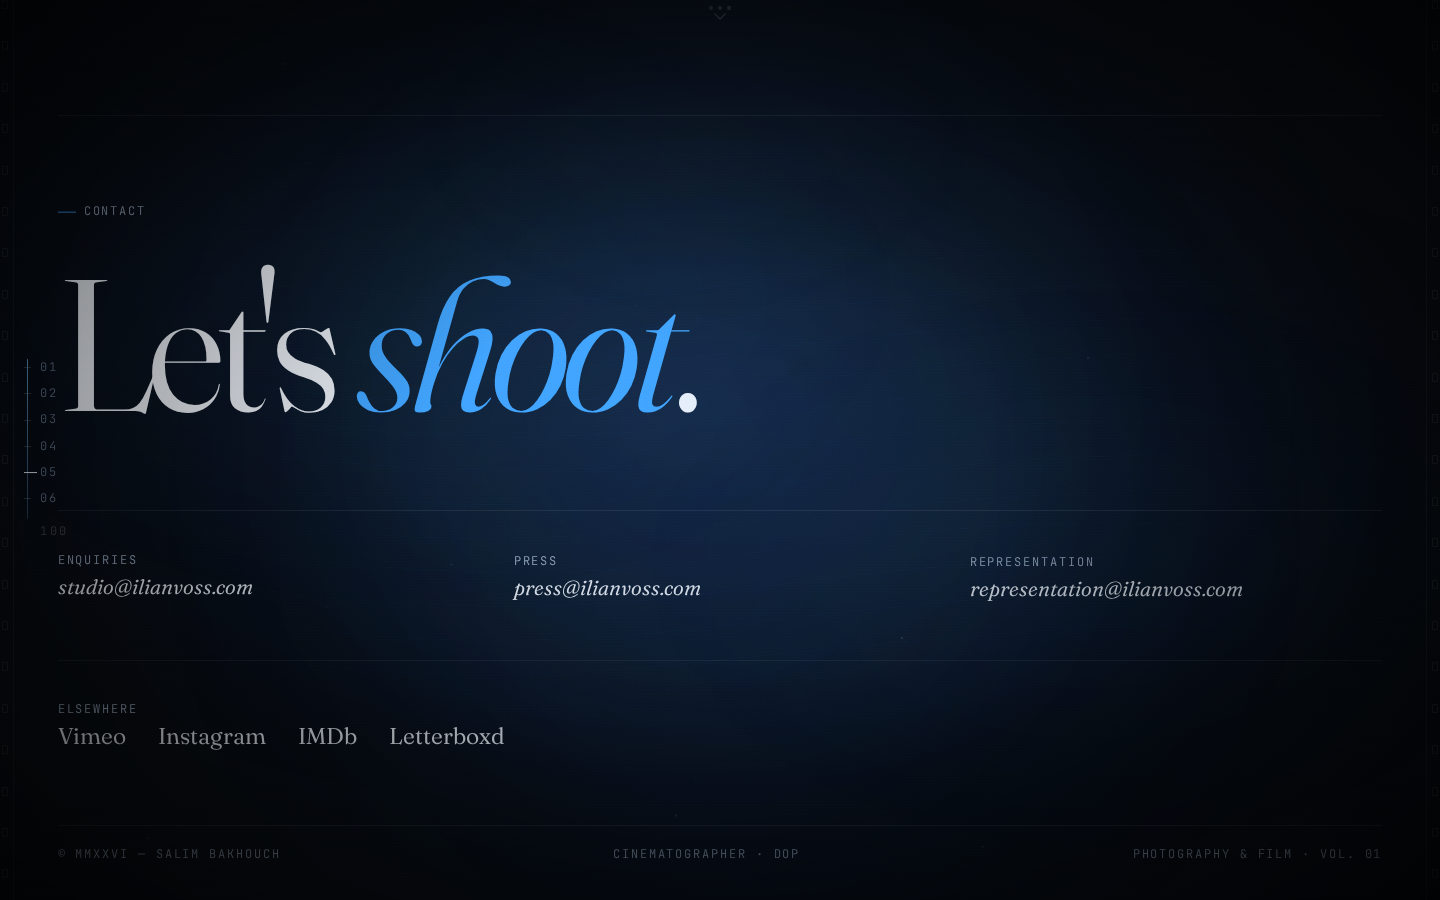 CONTACT
Let's shoot.
01
02
03
04
05
06
100
ENQUIRIES
studio@ilianvoss.com
PRESS
press@ilianvoss.com
REPRESENTATION
representation@ilianvoss.com
ELSEWHERE
Vimeo Instagram IMDb Letterboxd
© MMXXVI — SALIM BAKHOUCH
CINEMATOGRAPHER · DOP
PHOTOGRAPHY & FILM · VOL. 01